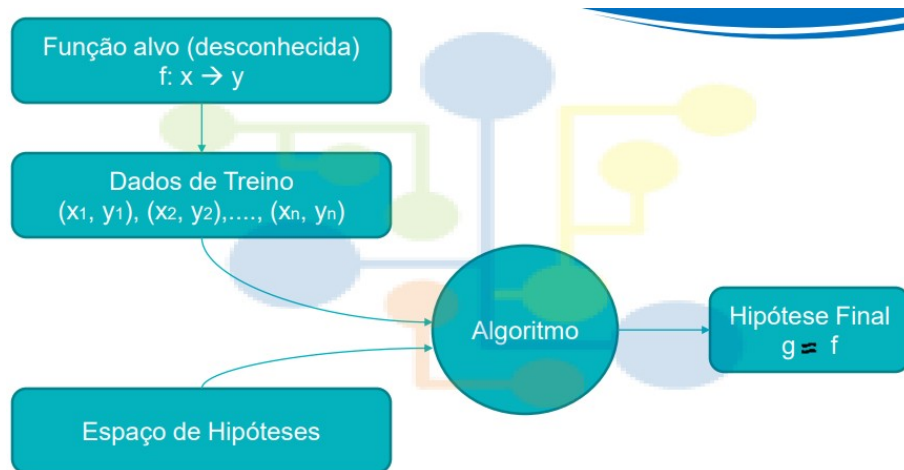 Função alvo (desconhecida)
f: x → y
Dados de Treino
(x1, y1), (x2, y2),...., (xn, yn)
Algoritmo
Hipótese Final
g ≈ f
Espaço de Hipóteses